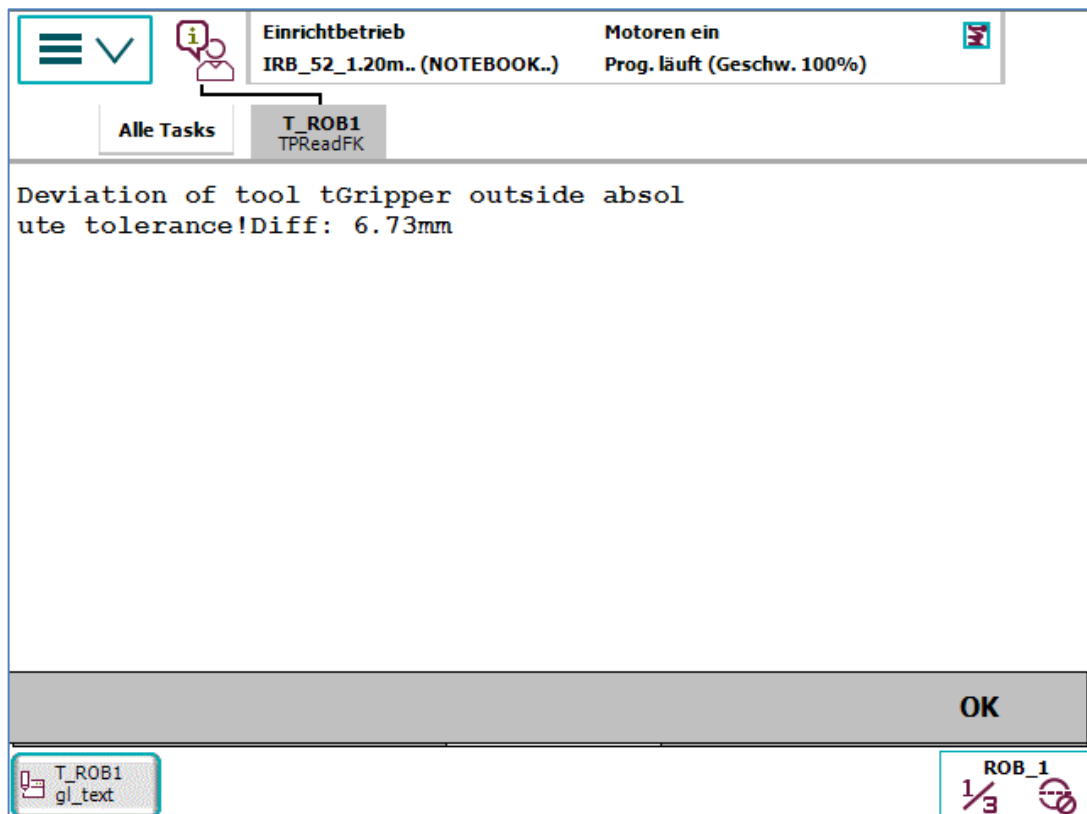 Einrichtbetrieb
IRB_52_1.20m.. (NOTEBOOK..)
Motoren ein
Prog. läuft (Geschw. 100%)
Alle Tasks
T_ROB1
TPReadFK
Deviation of tool tGripper outside absol
ute tolerance!Diff: 6.73mm
OK
T_ROB1
gl_text
ROB_1
1/3